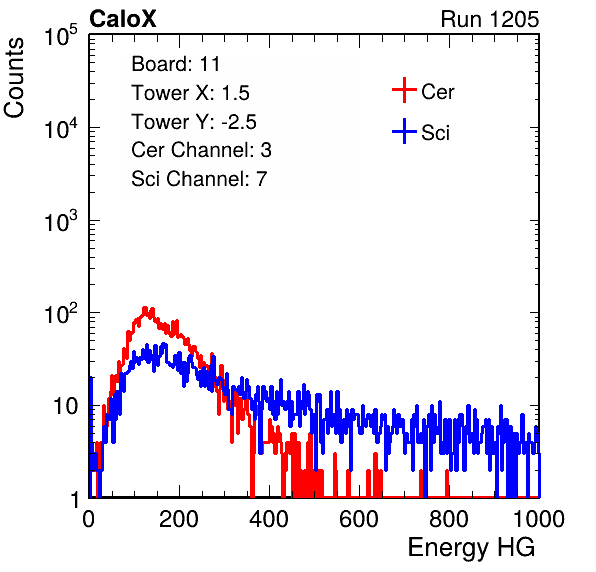 CaloX Run 1205
Counts
10^5
10^4
10^3
10^2
10
1
Board: 11
Tower X: 1.5
Tower Y: -2.5
Cer Channel: 3
Sci Channel: 7
Cer
Sci
0 200 400 600 800 1000
Energy HG